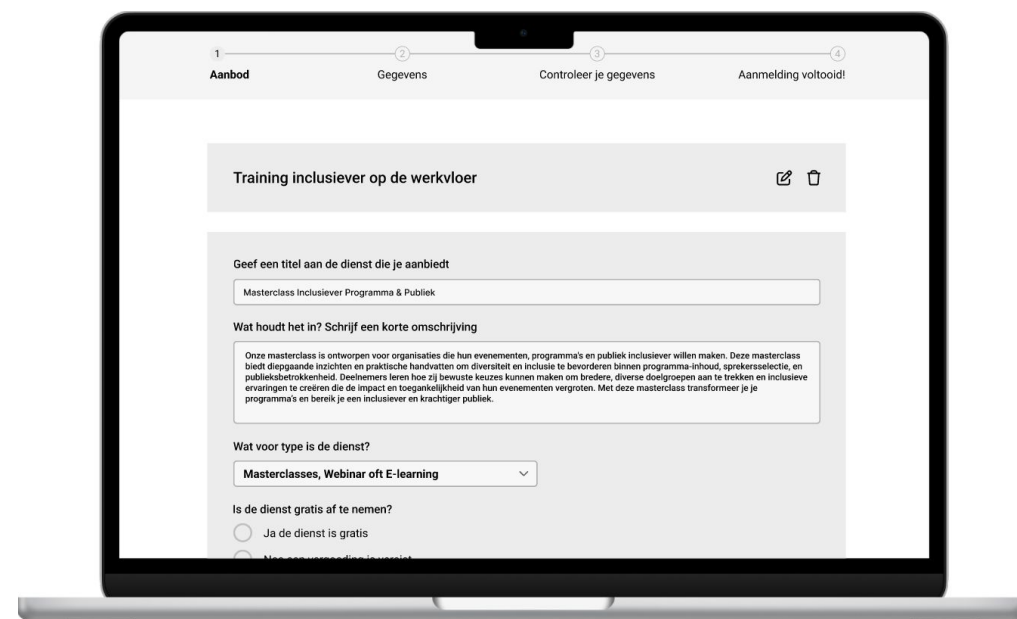 1 2 3 4
Aanbod Gegevens Controleer je gegevens Aanmelding voltooid!
Training inclusiever op de werkvloer
Geef een titel aan de dienst die je aanbiedt
Masterclass Inclusiever Programma & Publiek
Wat houdt het in? Schrijf een korte omschrijving
Onze masterclass is ontworpen voor organisaties die hun evenementen, programma's en publiek inclusiever willen maken. Deze masterclass
biedt diepgaande inzichten en praktische handvatten om diversiteit en inclusie te bevorderen binnen programma-inhoud, sprekersselectie, en
publieksbetrokkenheid. Deelnemers leren hoe zij bewuste keuzes kunnen maken om bredere, diverse doelgroepen aan te trekken en inclusieve
ervaringen te creëren die de impact en toegankelijkheid van hun evenementen vergroten. Met deze masterclass transformeer je je
programma's en bereik je een inclusiever en krachtiger publiek.
Wat voor type is de dienst?
Masterclasses, Webinar oft E-learning
Is de dienst gratis af te nemen?
Ja de dienst is gratis
Nee een vergoeding is vereist